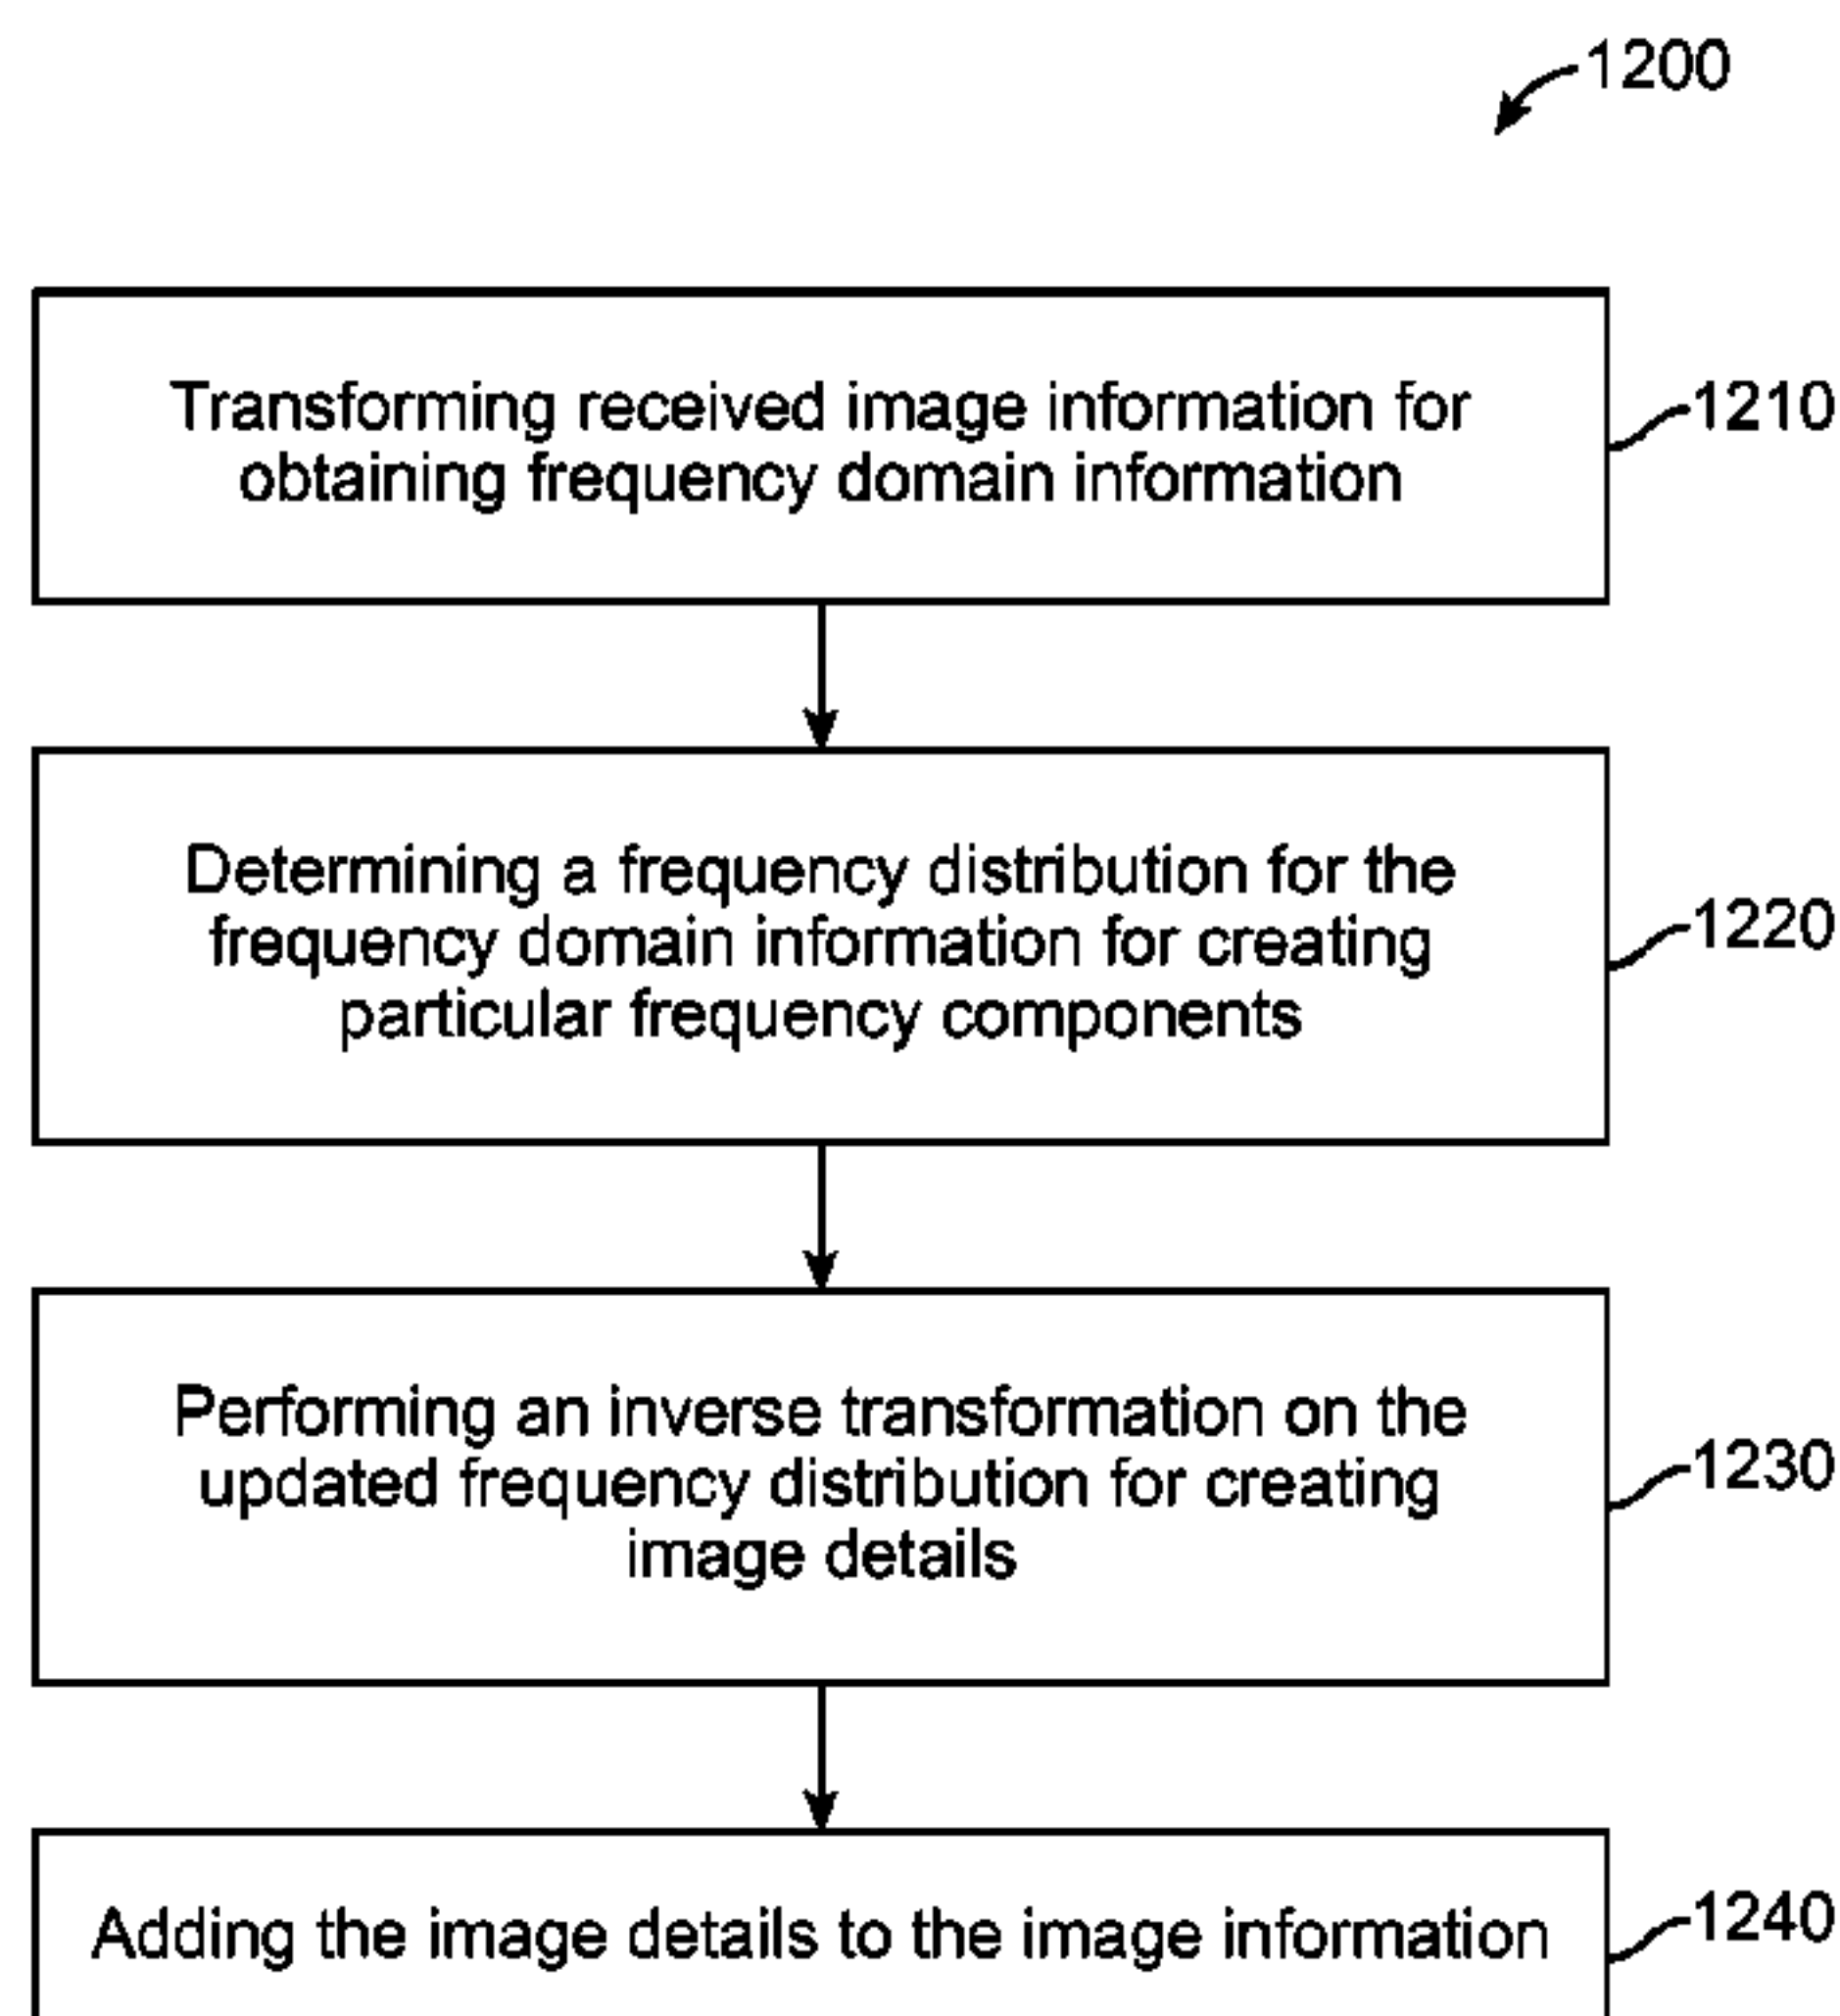 1200
Transforming received image information for
obtaining frequency domain information
1210
Determining a frequency distribution for the
frequency domain information for creating
particular frequency components
1220
Performing an inverse transformation on the
updated frequency distribution for creating
image details
1230
Adding the image details to the image information
1240